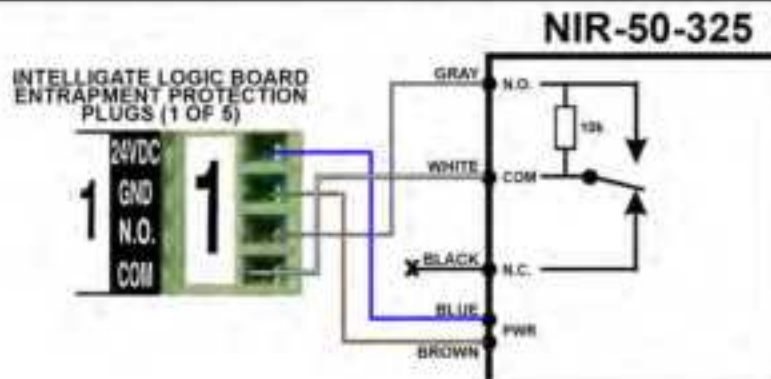 NIR-50-325
INTELLIGATE LOGIC BOARD
ENTRAPMENT PROTECTION
PLUGS (1 OF 5)
1
24VDC
GND
N.O.
COM
1
GRAY
N.O.
10k
WHITE
COM
BLACK
N.C.
BLUE
PWR
BROWN